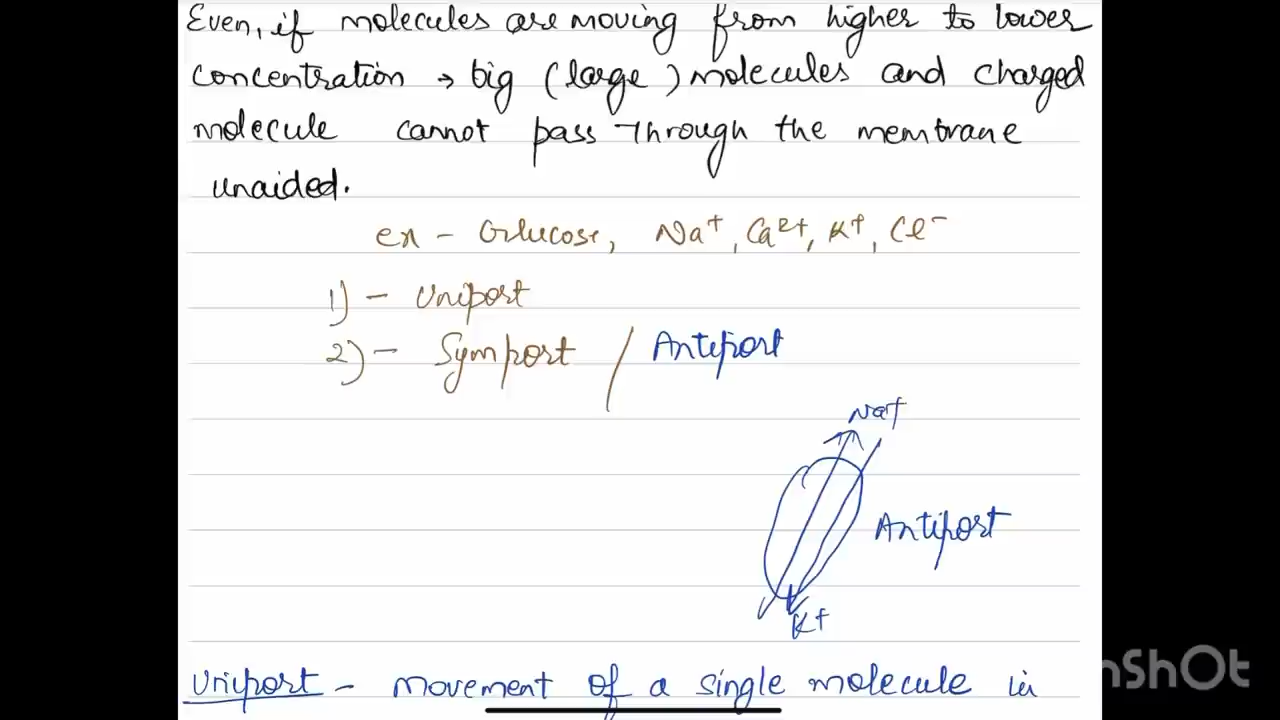 Even, if molecules are moving from higher to lower
concentration → big (large) molecules and charged
molecule cannot pass through the membrane
unaided.
ex - Glucose, Na+, Ca2+, K+, Cl-
1) - Uniport
2) - Symport / Antiport
Na+
Antiport
K+
Uniport - movement of a single molecule in
nShOt